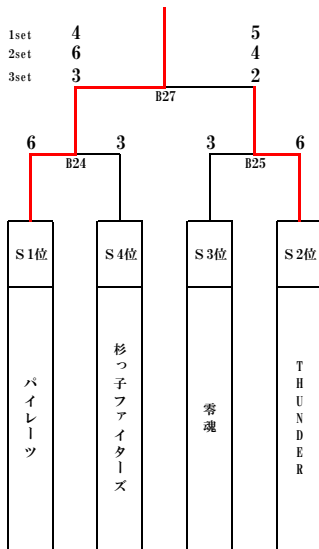 1set 4 5
2set 6 4
3set 3 2
B27
6 3 3 6
B24 B25
S1位 S4位 S3位 S2位
パイレーツ
杉っ子ファイターズ
零魂
THUNDER